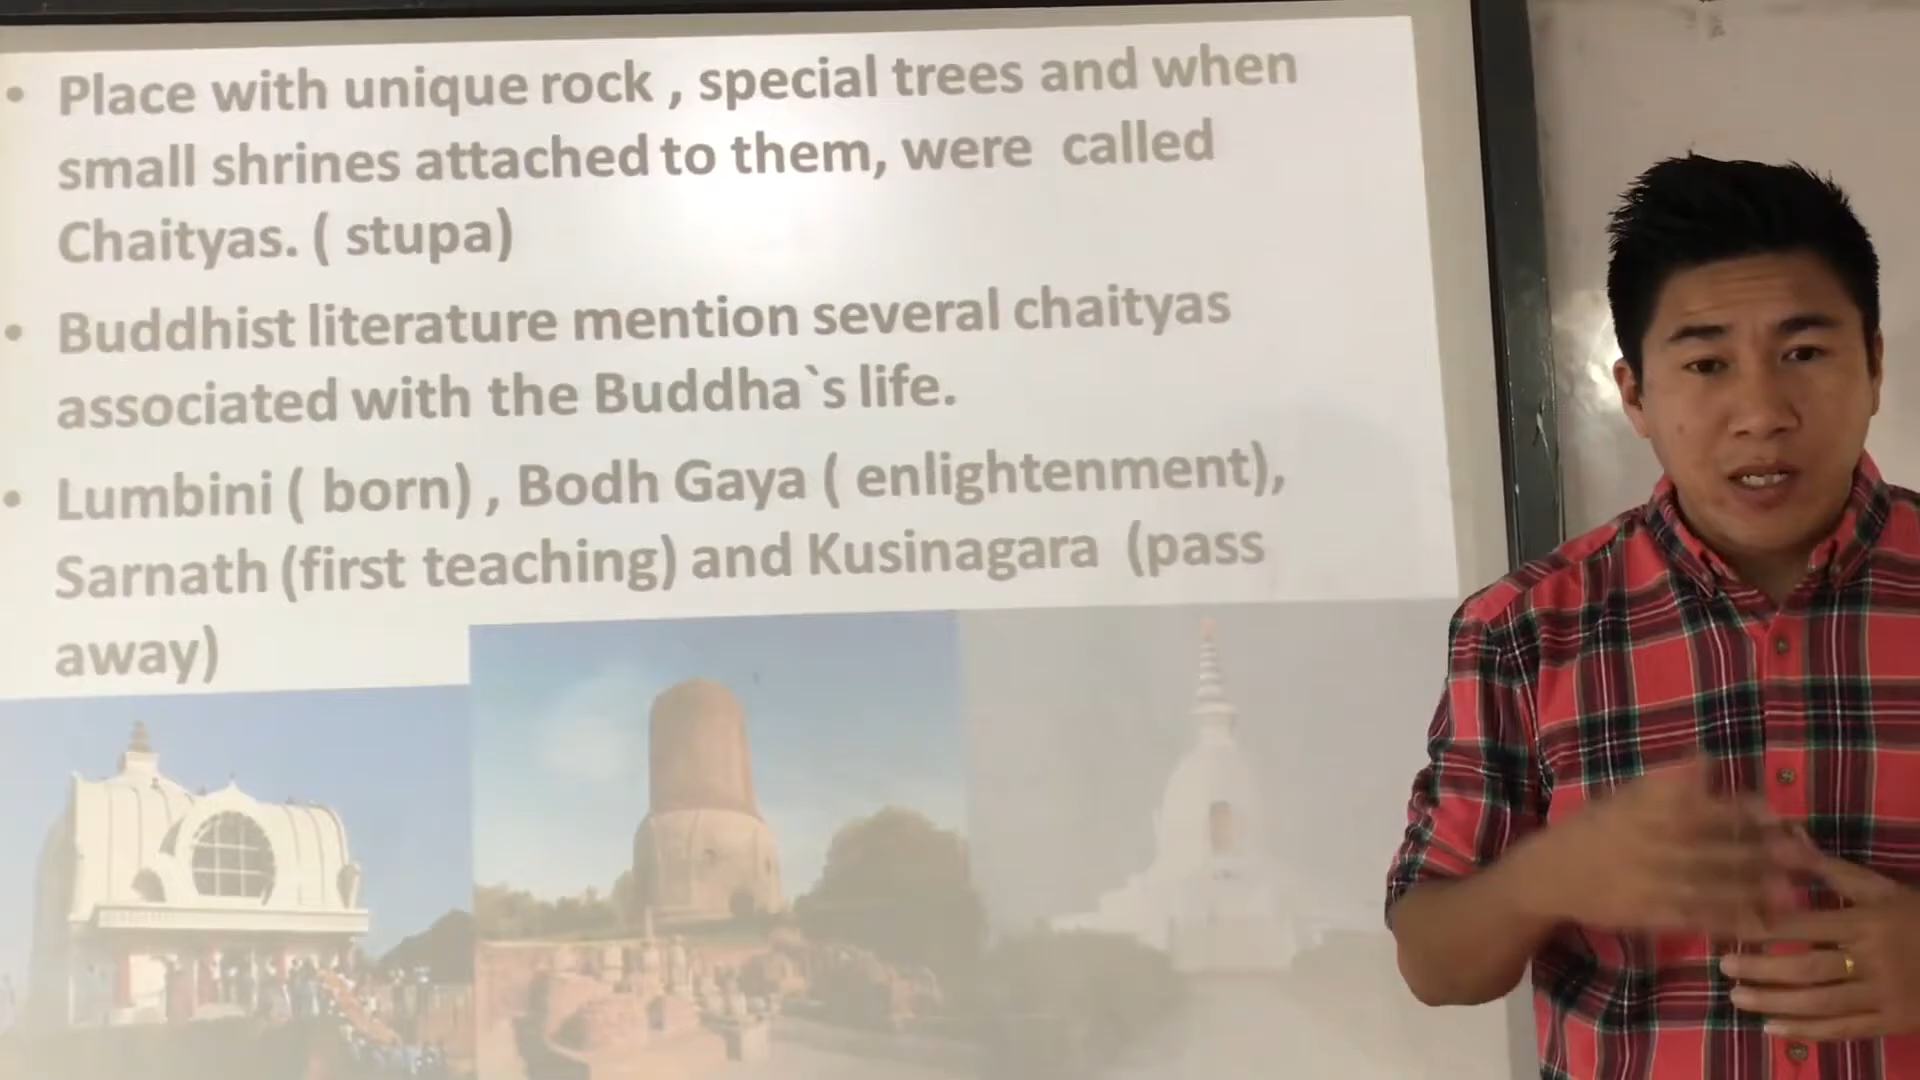 • Place with unique rock , special trees and when
small shrines attached to them, were called
Chaityas. ( stupa)
• Buddhist literature mention several chaityas
associated with the Buddha`s life.
• Lumbini ( born) , Bodh Gaya ( enlightenment),
Sarnath (first teaching) and Kusinagara (pass
away)